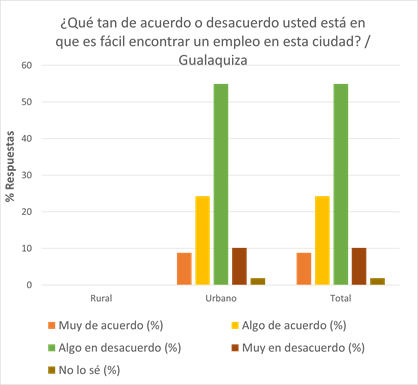 ¿Qué tan de acuerdo o desacuerdo usted está en
que es fácil encontrar un empleo en esta ciudad? /
Gualaquiza
% Respuestas
60
50
40
30
20
10
0
Rural
Urbano
Total
Muy de acuerdo (%)
Algo de acuerdo (%)
Algo en desacuerdo (%)
Muy en desacuerdo (%)
No lo sé (%)